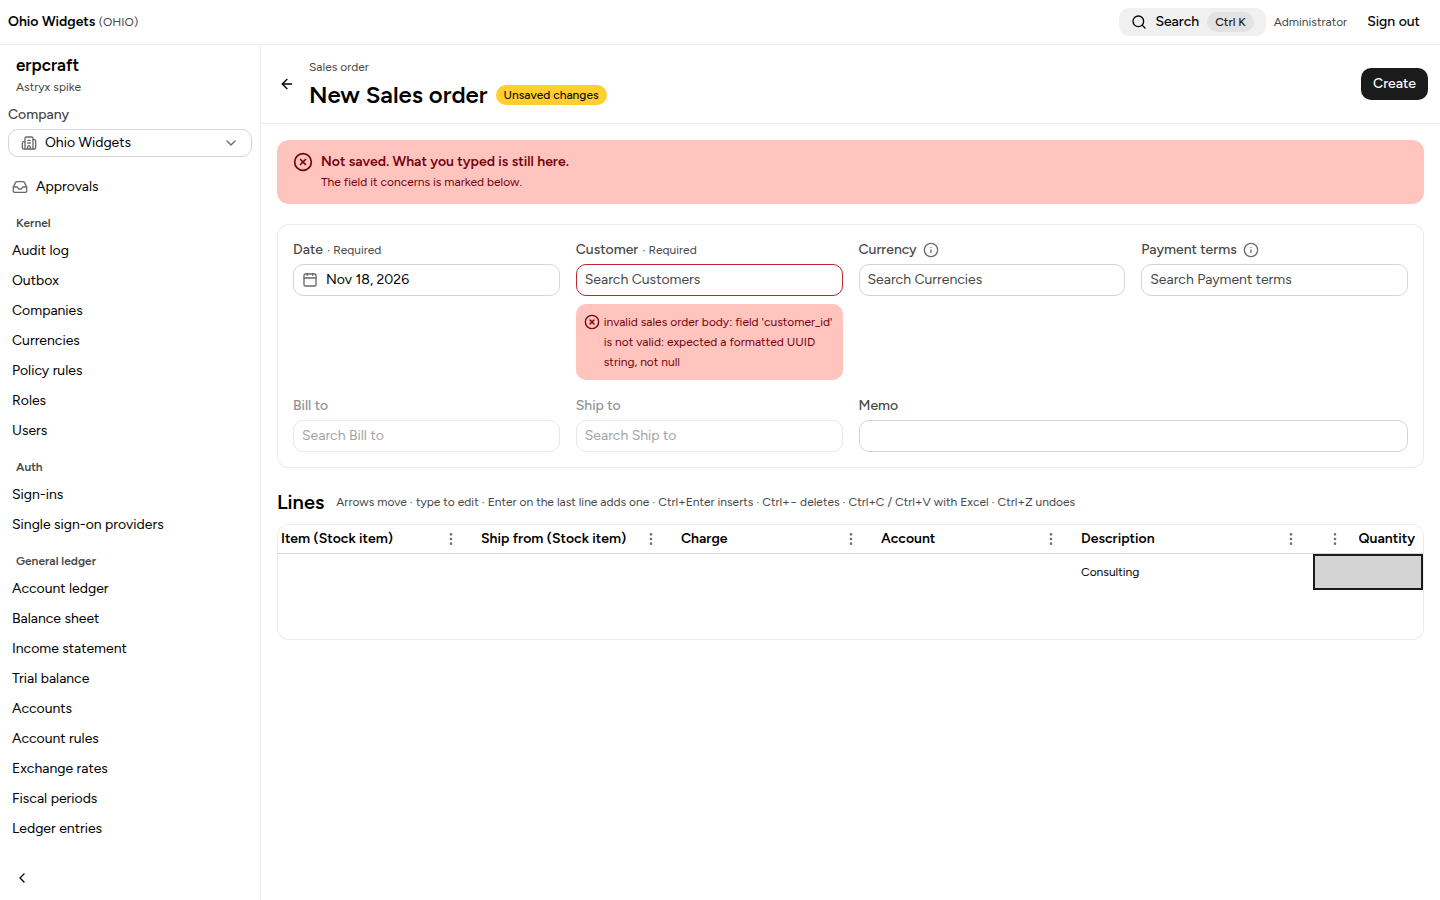 Ohio Widgets (OHIO)
Search Ctrl K
Administrator
Sign out
erpcraft
Astryx spike
Company
Ohio Widgets
Approvals
Kernel
Audit log
Outbox
Companies
Currencies
Policy rules
Roles
Users
Auth
Sign-ins
Single sign-on providers
General ledger
Account ledger
Balance sheet
Income statement
Trial balance
Accounts
Account rules
Exchange rates
Fiscal periods
Ledger entries
Sales order
New Sales order Unsaved changes
Create
Not saved. What you typed is still here.
The field it concerns is marked below.
Date · Required
Nov 18, 2026
Customer · Required
Search Customers
invalid sales order body: field 'customer_id'
is not valid: expected a formatted UUID
string, not null
Currency
Search Currencies
Payment terms
Search Payment terms
Bill to
Search Bill to
Ship to
Search Ship to
Memo
Lines Arrows move · type to edit · Enter on the last line adds one · Ctrl+Enter inserts · Ctrl+− deletes · Ctrl+C / Ctrl+V with Excel · Ctrl+Z undoes
Item (Stock item) Ship from (Stock item) Charge Account Description Quantity
Consulting